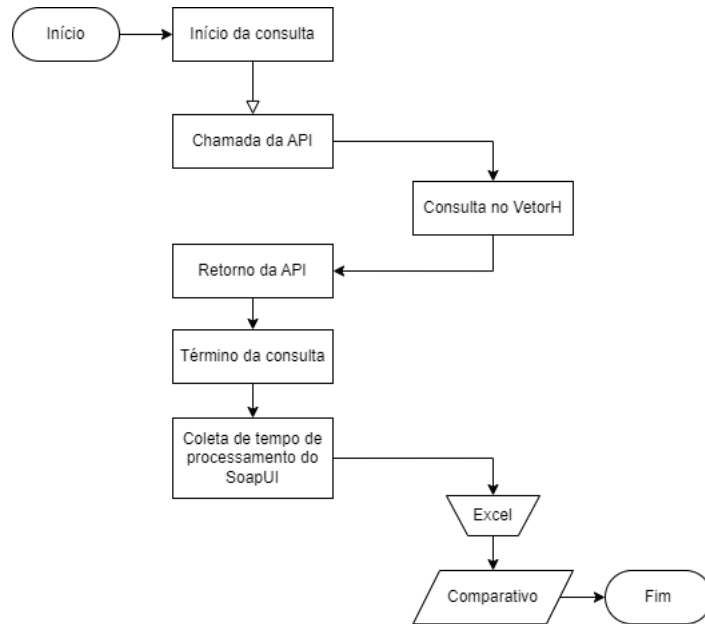 Início
Início da consulta
Chamada da API
Consulta no VetorH
Retorno da API
Término da consulta
Coleta de tempo de
processamento do
SoapUI
Excel
Comparativo
Fim